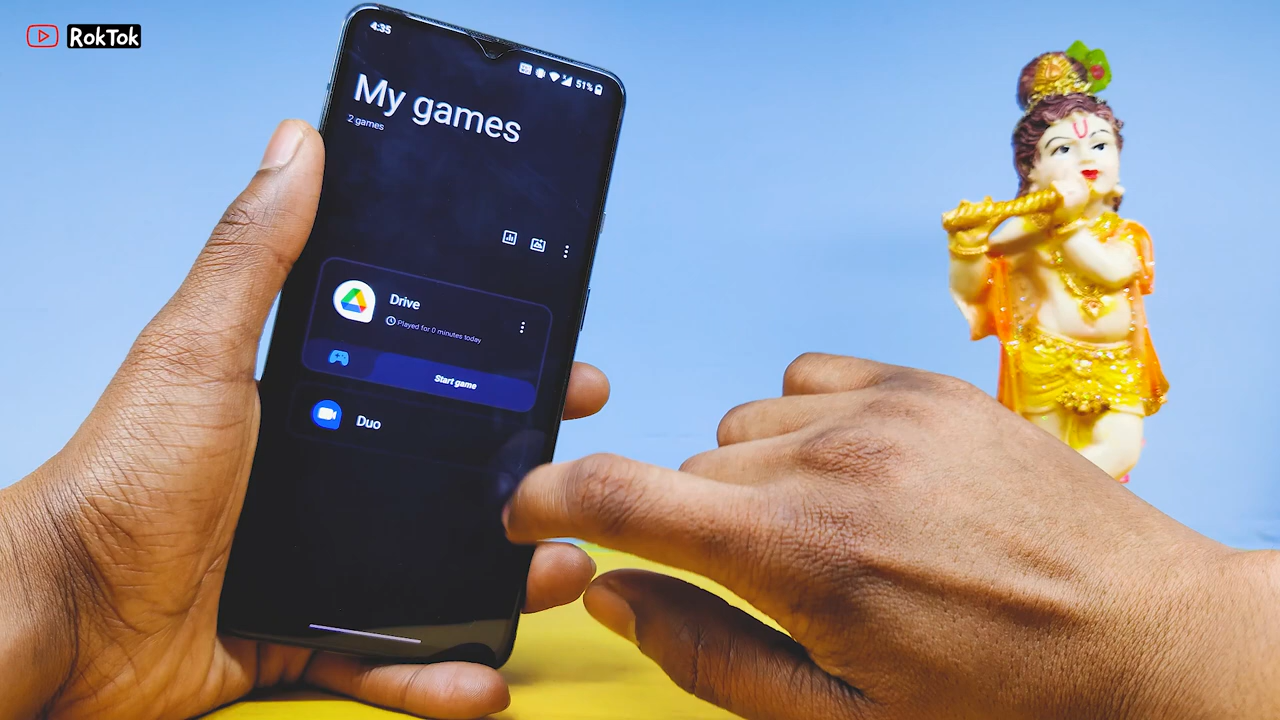 RokTok
4:35
51%
My games
2 games
Drive
Played for 0 minutes today
Start game
Duo